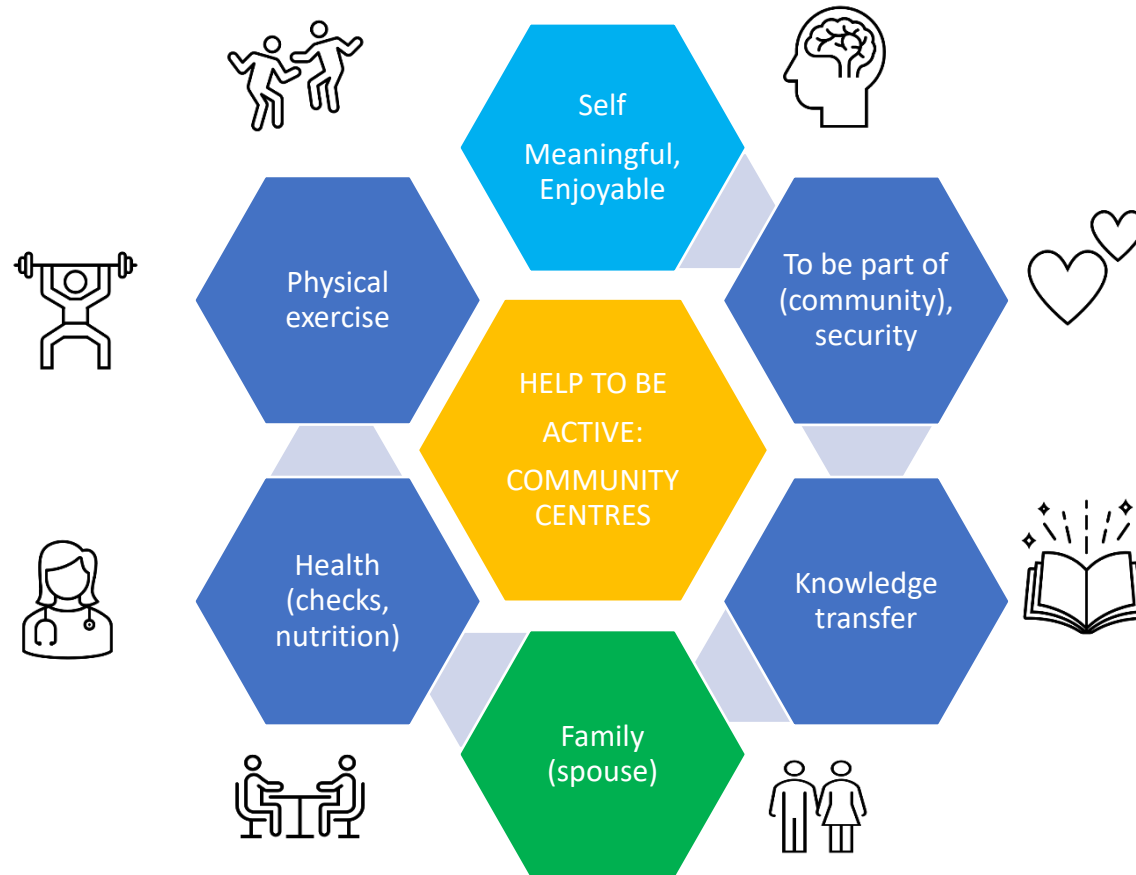 Self
Meaningful,
Enjoyable
To be part of
(community),
security
Knowledge
transfer
Family
(spouse)
Health
(checks,
nutrition)
Physical
exercise
HELP TO BE
ACTIVE:
COMMUNITY
CENTRES